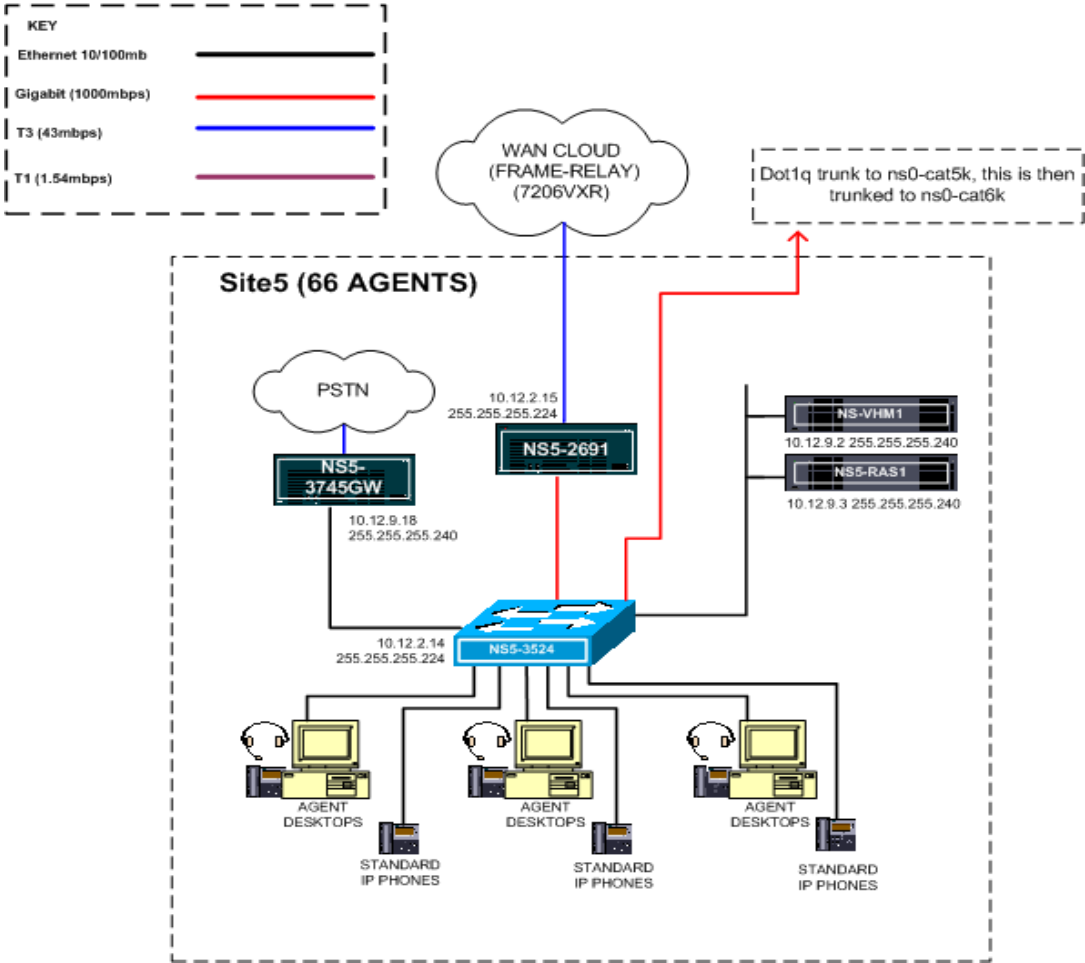 KEY
Ethernet 10/100mb
Gigabit (1000mbps)
T3 (43mbps)
T1 (1.54mbps)
WAN CLOUD
(FRAME-RELAY)
(7206VXR)
Dot1q trunk to ns0-cat5k, this is then
trunked to ns0-cat6k
Site5 (66 AGENTS)
PSTN
10.12.2.15
255.255.255.224
NS5-2691
NS5-
3745GW
10.12.9.18
255.255.255.240
NS-VHM1
10.12.9.2 255.255.255.240
NS5-RAS1
10.12.9.3 255.255.255.240
10.12.2.14
255.255.255.224
NS5-3524
AGENT
DESKTOPS
STANDARD
IP PHONES
AGENT
DESKTOPS
STANDARD
IP PHONES
AGENT
DESKTOPS
STANDARD
IP PHONES